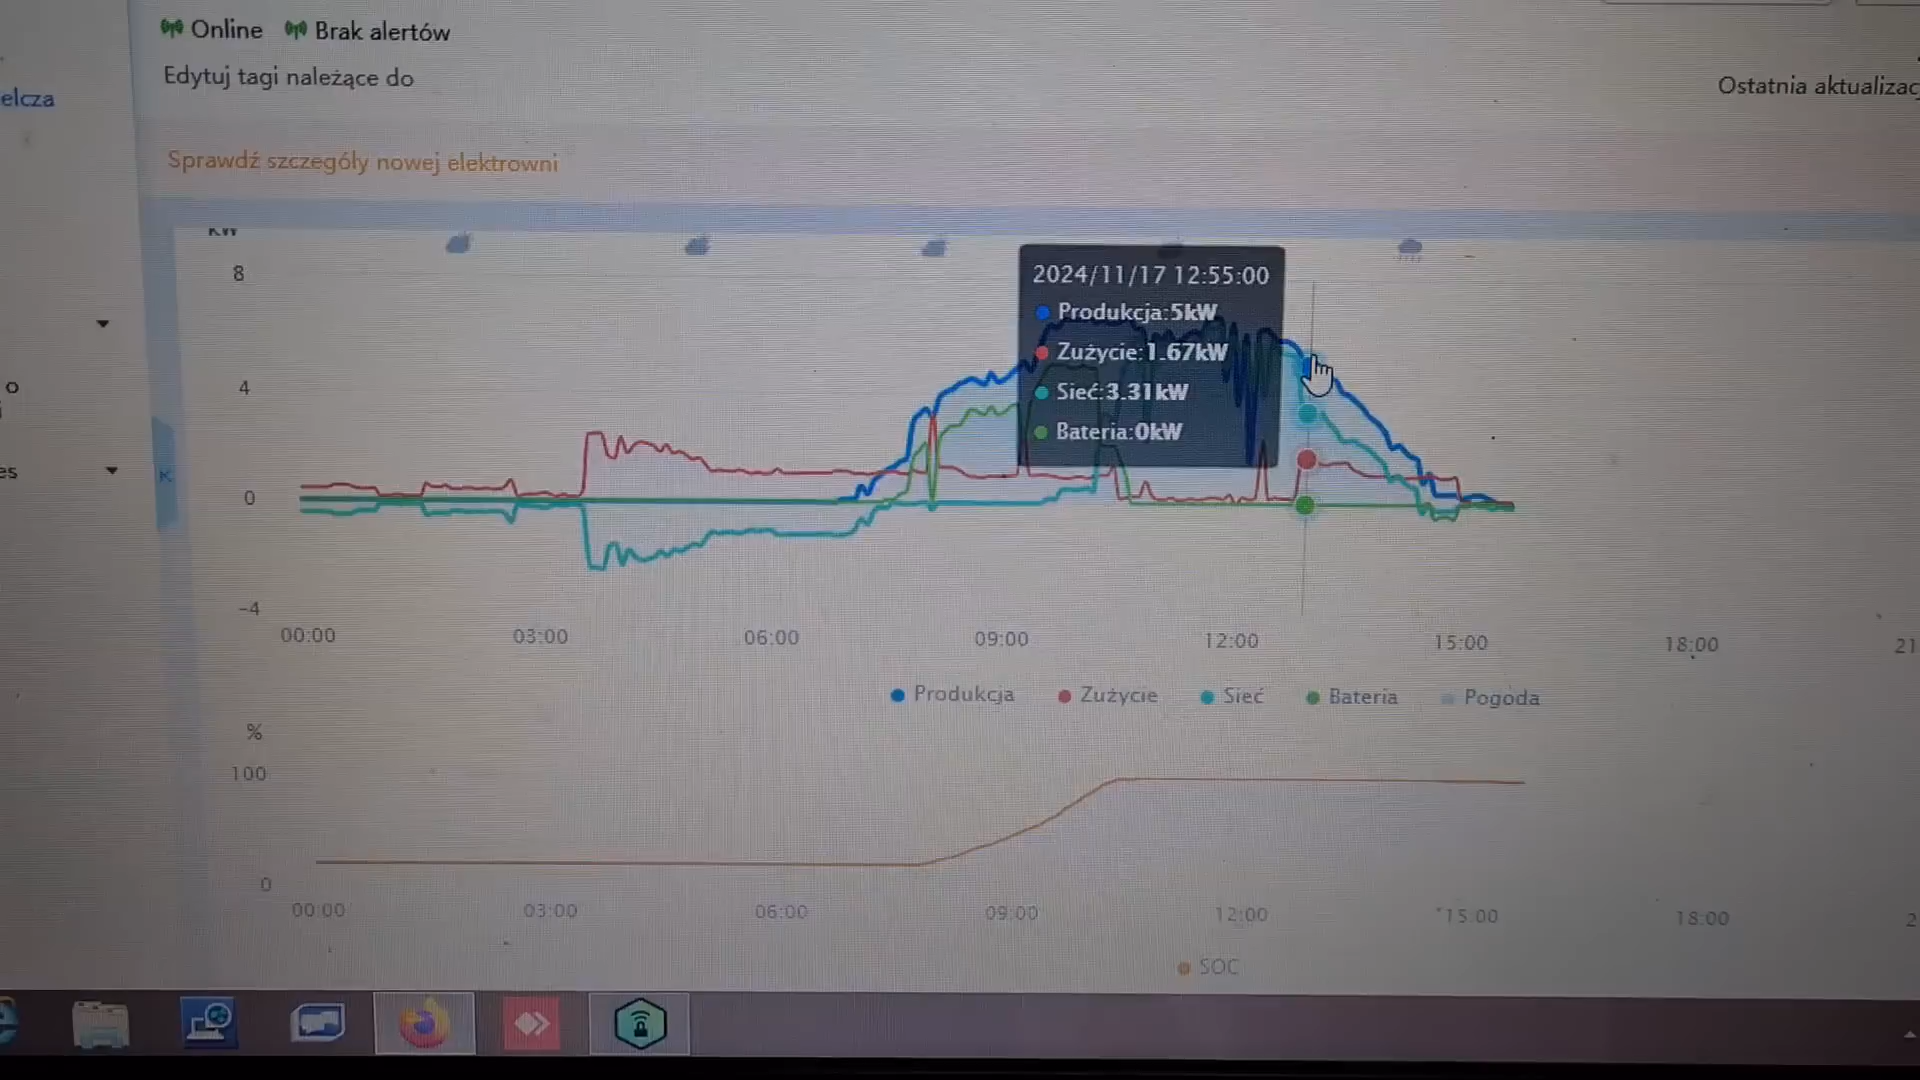 Online Brak alertów
Edytuj tagi należące do
elcza
Ostatnia aktualizac
Sprawdź szczegóły nowej elektrowni
kW
8
4
0
-4
2024/11/17 12:55:00
Produkcja:5kW
Zużycie:1.67kW
Sieć:3.31kW
Bateria:0kW
o
es
00:00 03:00 06:00 09:00 12:00 15:00 18:00 21
Produkcja Zużycie Sieć Bateria Pogoda
%
100
0
00:00 03:00 06:00 09:00 12:00 15:00 18:00 2
SOC